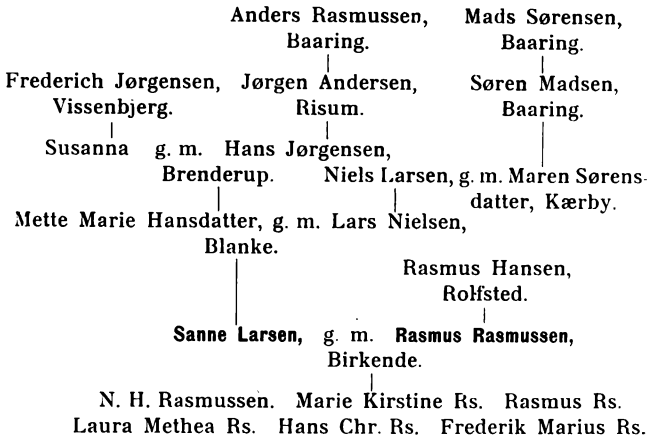 Anders Rasmussen, Mads Sørensen,
Baaring. Baaring.
Frederich Jørgensen, Jørgen Andersen, Søren Madsen,
Vissenbjerg. Risum. Baaring.
Susanna g. m. Hans Jørgensen,
Brenderup. Niels Larsen, g. m. Maren Sørens-
datter, Kærby.
Mette Marie Hansdatter, g. m. Lars Nielsen,
Blanke.
Rasmus Hansen,
Rolfsted.
Sanne Larsen, g. m. Rasmus Rasmussen,
Birkende.
N. H. Rasmussen. Marie Kirstine Rs. Rasmus Rs.
Laura Methea Rs. Hans Chr. Rs. Frederik Marius Rs.